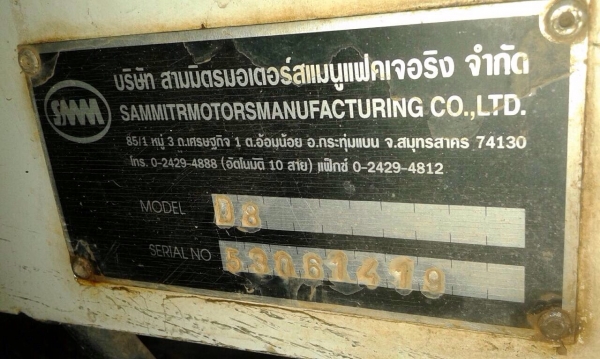 SMM
บริษัท สามมิตรมอเตอร์สแมนูแฟคเจอริง จำกัด
SAMMITRMOTORSMANUFACTURING CO.,LTD.
85/1 หมู่ 3 ถ.เศรษฐกิจ 1 ต.อ้อมน้อย อ.กระทุ่มแบน จ.สมุทรสาคร 74130
โทร. 0-2429-4888 (อัตโนมัติ 10 สาย) แฟ็กซ์ 0-2429-4812
MODEL D8
SERIAL NO 53061419